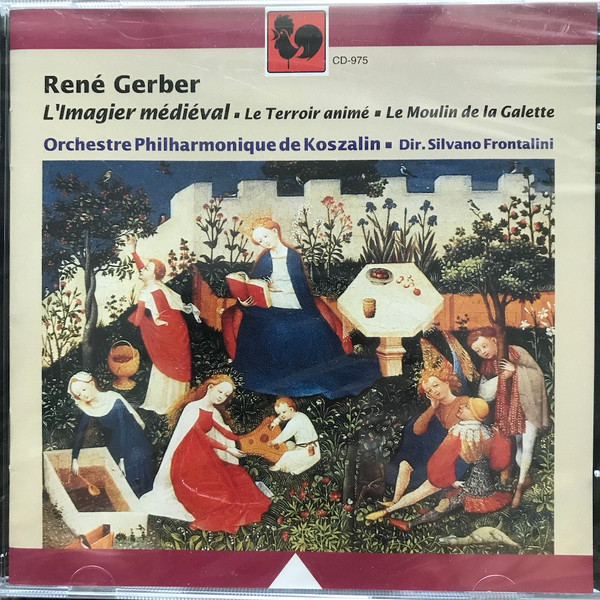 CD-975
René Gerber
L'Imagier médiéval ▪ Le Terroir animé ▪ Le Moulin de la Galette
Orchestre Philharmonique de Koszalin ▪ Dir. Silvano Frontalini